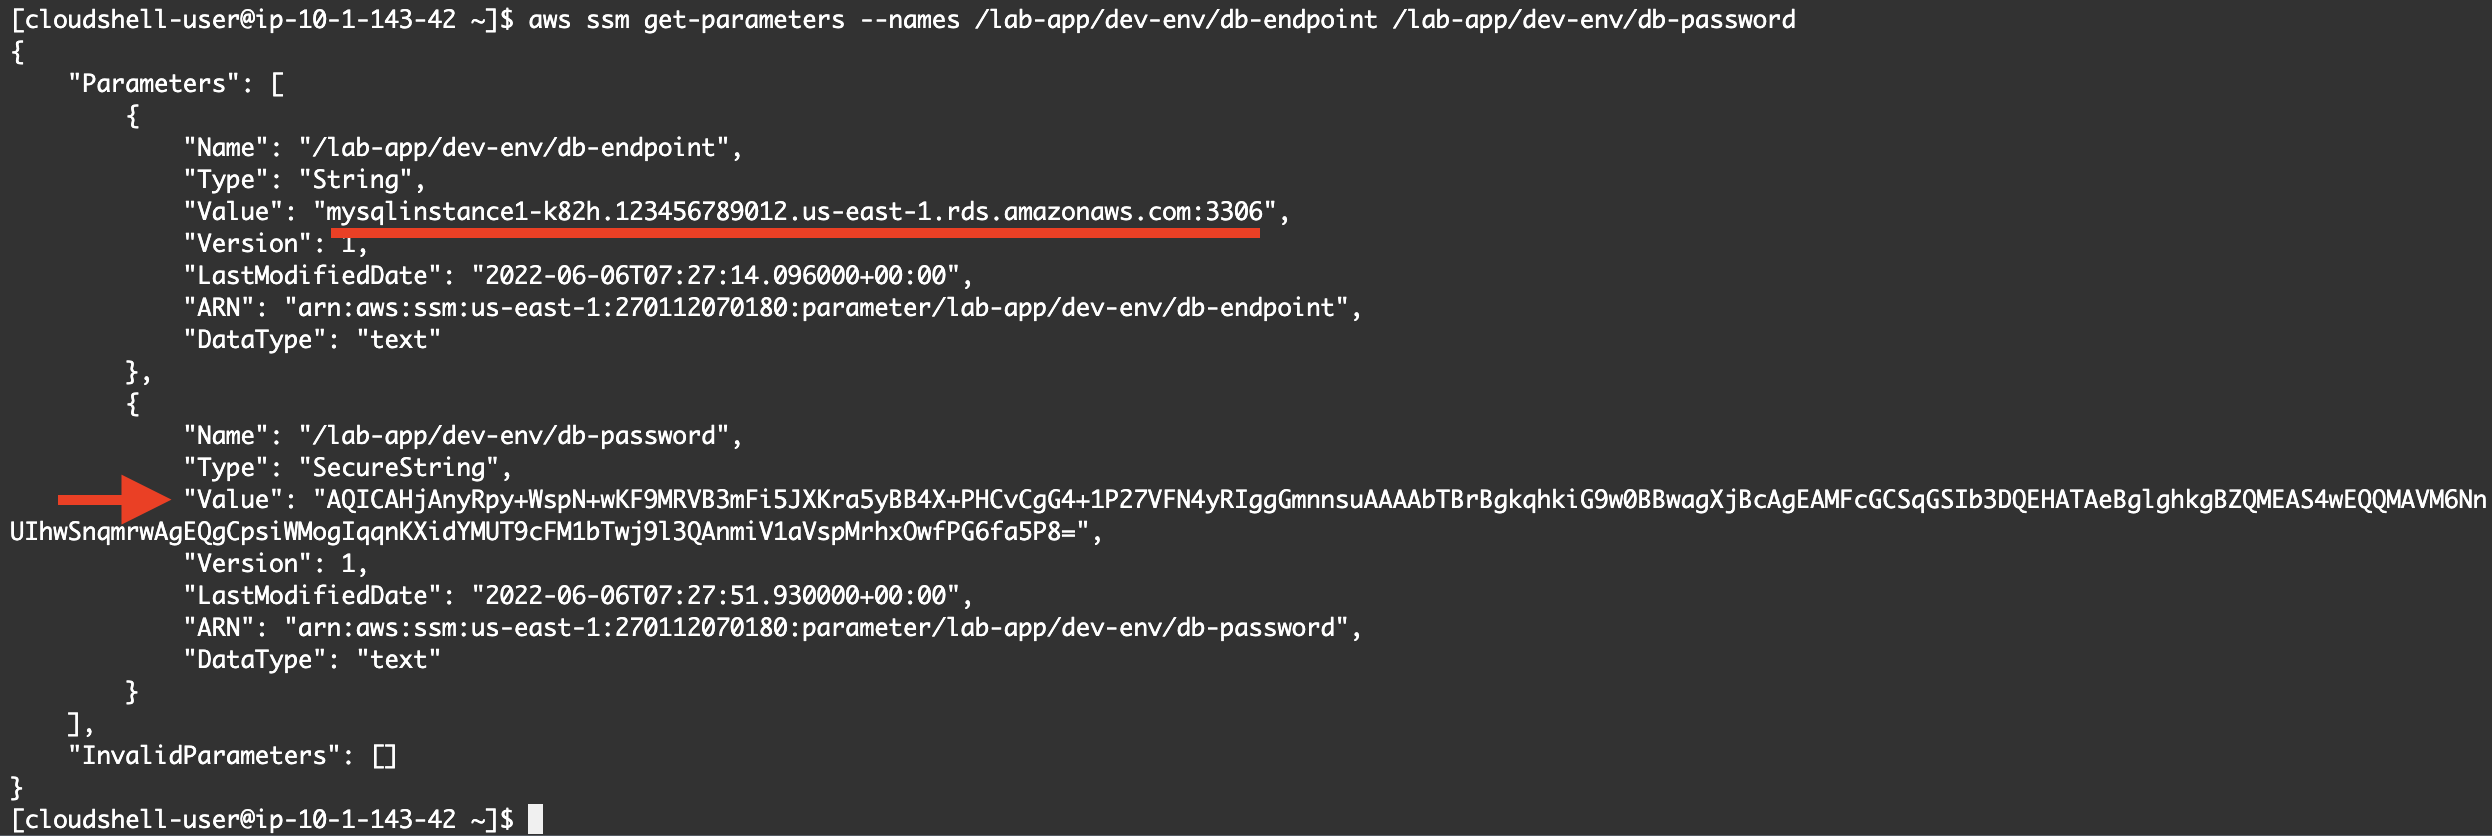 [cloudshell-user@ip-10-1-143-42 ~]$ aws ssm get-parameters --names /lab-app/dev-env/db-endpoint /lab-app/dev-env/db-password
{
    "Parameters": [
        {
            "Name": "/lab-app/dev-env/db-endpoint",
            "Type": "String",
            "Value": "mysqlinstance1-k82h.123456789012.us-east-1.rds.amazonaws.com:3306",
            "Version": 1,
            "LastModifiedDate": "2022-06-06T07:27:14.096000+00:00",
            "ARN": "arn:aws:ssm:us-east-1:270112070180:parameter/lab-app/dev-env/db-endpoint",
            "DataType": "text"
        },
        {
            "Name": "/lab-app/dev-env/db-password",
            "Type": "SecureString",
            "Value": "AQICAHjAnyRpy+WspN+wKF9MRVB3mFi5JXKra5yBB4X+PHCvCgG4+1P27VFN4yRIggGmnnsuAAAAbTBrBgkqhkiG9w0BBwagXjBcAgEAMFcGCSqGSIb3DQEHATAeBglghkgBZQMEAS4wEQQMAVM6Nn
UIhwSnqmrwAgEQgCpsiWMogIqqnKXidYMUT9cFM1bTwj9l3QAnmiV1aVspMrhxOwfPG6fa5P8=",
            "Version": 1,
            "LastModifiedDate": "2022-06-06T07:27:51.930000+00:00",
            "ARN": "arn:aws:ssm:us-east-1:270112070180:parameter/lab-app/dev-env/db-password",
            "DataType": "text"
        }
    ],
    "InvalidParameters": []
}
[cloudshell-user@ip-10-1-143-42 ~]$